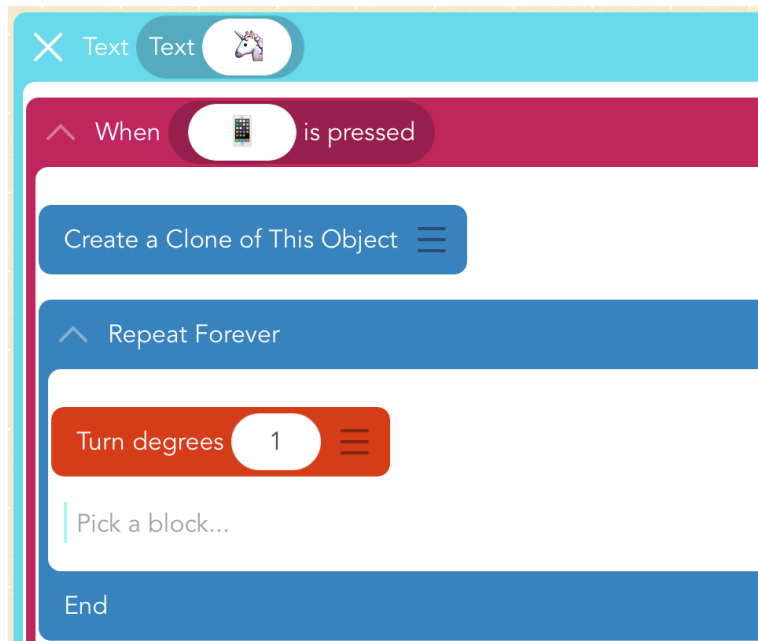 Text Text 🦄
When 📱 is pressed
Create a Clone of This Object
Repeat Forever
Turn degrees 1
Pick a block...
End